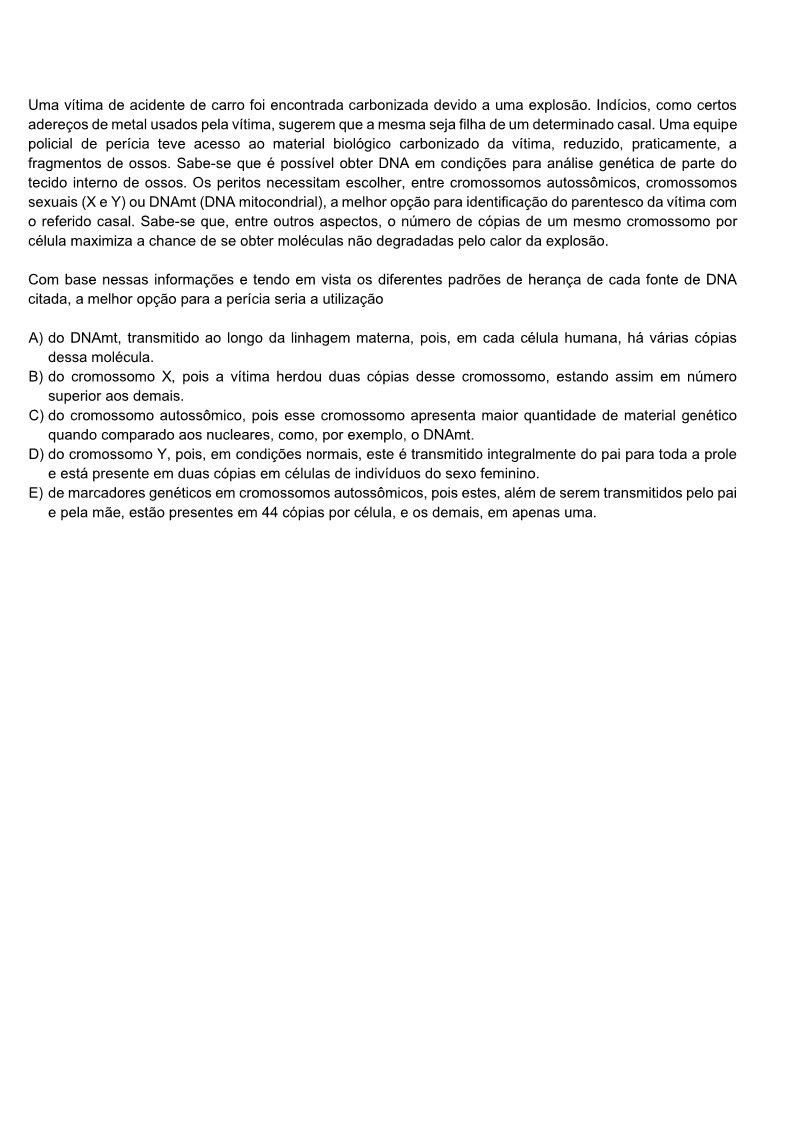 Uma vítima de acidente de carro foi encontrada carbonizada devido a uma explosão. Indícios, como certos
adereços de metal usados pela vítima, sugerem que a mesma seja filha de um determinado casal. Uma equipe
policial de perícia teve acesso ao material biológico carbonizado da vítima, reduzido, praticamente, a
fragmentos de ossos. Sabe-se que é possível obter DNA em condições para análise genética de parte do
tecido interno de ossos. Os peritos necessitam escolher, entre cromossomos autossômicos, cromossomos
sexuais (X e Y) ou DNAmt (DNA mitocondrial), a melhor opção para identificação do parentesco da vítima com
o referido casal. Sabe-se que, entre outros aspectos, o número de cópias de um mesmo cromossomo por
célula maximiza a chance de se obter moléculas não degradadas pelo calor da explosão.
Com base nessas informações e tendo em vista os diferentes padrões de herança de cada fonte de DNA
citada, a melhor opção para a perícia seria a utilização
A) do DNAmt, transmitido ao longo da linhagem materna, pois, em cada célula humana, há várias cópias
dessa molécula.
B) do cromossomo X, pois a vítima herdou duas cópias desse cromossomo, estando assim em número
superior aos demais.
C) do cromossomo autossômico, pois esse cromossomo apresenta maior quantidade de material genético
quando comparado aos nucleares, como, por exemplo, o DNAmt.
D) do cromossomo Y, pois, em condições normais, este é transmitido integralmente do pai para toda a prole
e está presente em duas cópias em células de indivíduos do sexo feminino.
E) de marcadores genéticos em cromossomos autossômicos, pois estes, além de serem transmitidos pelo pai
e pela mãe, estão presentes em 44 cópias por célula, e os demais, em apenas uma.